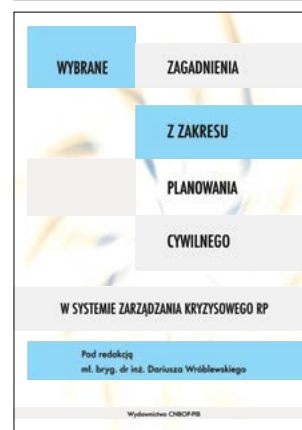 WYBRANE ZAGADNIENIA
Z ZAKRESU
PLANOWANIA
CYWILNEGO
W SYSTEMIE ZARZĄDZANIA KRYZYSOWEGO RP
Pod redakcją
mł. bryg. dr inż. Dariusza Wróblewskiego
Wydawnictwo CNBOP-PIB